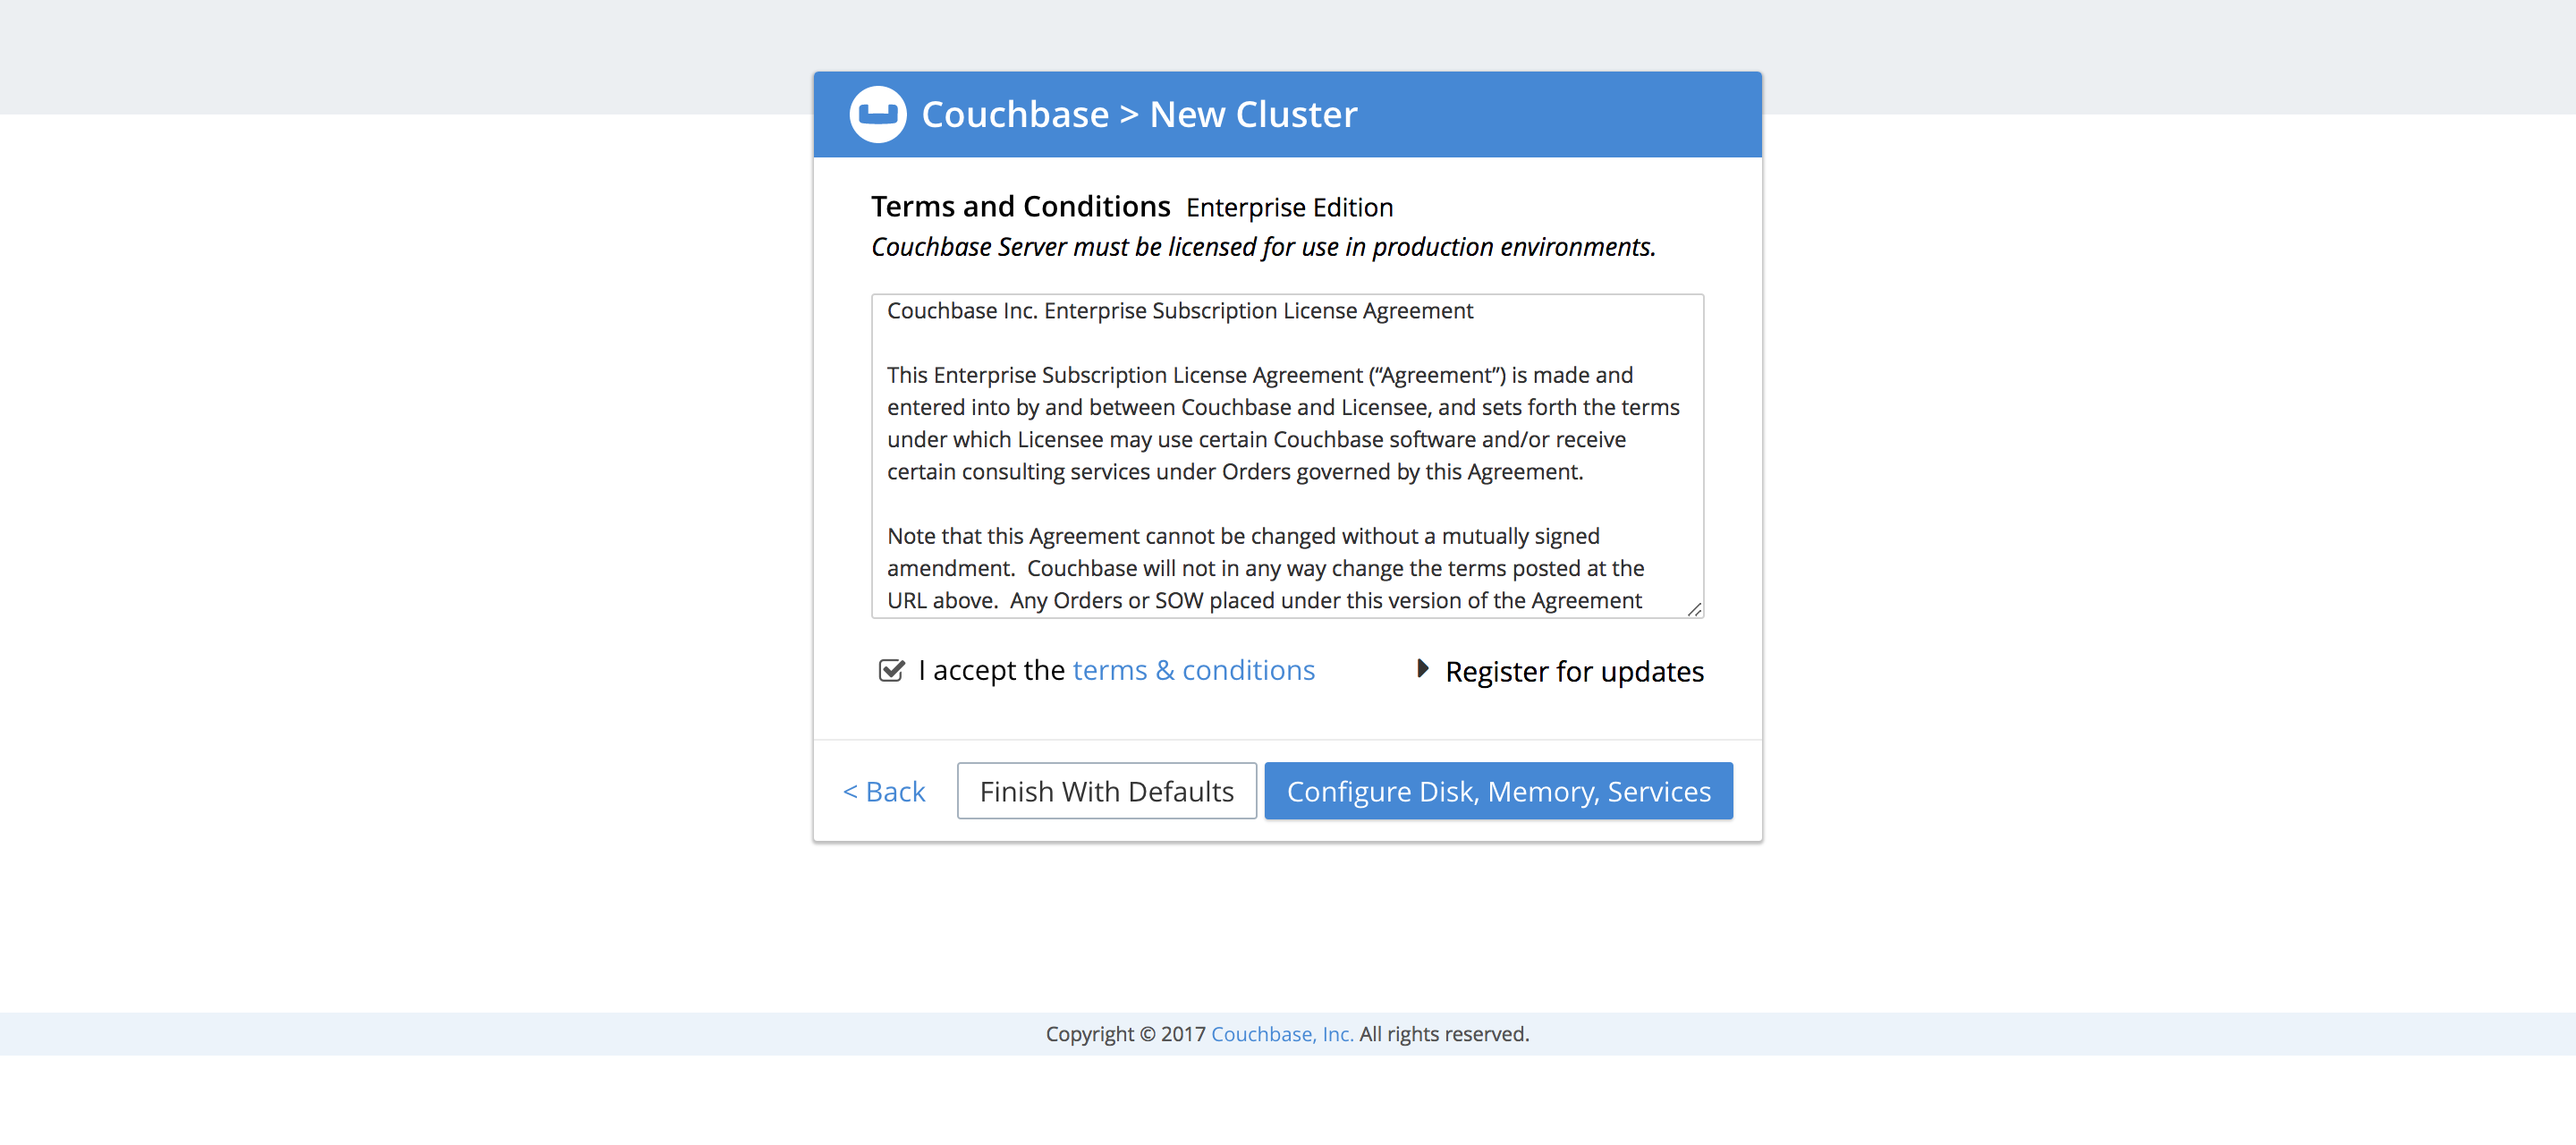 Couchbase > New Cluster
Terms and Conditions Enterprise Edition
Couchbase Server must be licensed for use in production environments.
Couchbase Inc. Enterprise Subscription License Agreement
This Enterprise Subscription License Agreement (“Agreement”) is made and
entered into by and between Couchbase and Licensee, and sets forth the terms
under which Licensee may use certain Couchbase software and/or receive
certain consulting services under Orders governed by this Agreement.
Note that this Agreement cannot be changed without a mutually signed
amendment.  Couchbase will not in any way change the terms posted at the
URL above.  Any Orders or SOW placed under this version of the Agreement
I accept the terms & conditions
Register for updates
< Back
Finish With Defaults
Configure Disk, Memory, Services
Copyright © 2017 Couchbase, Inc. All rights reserved.